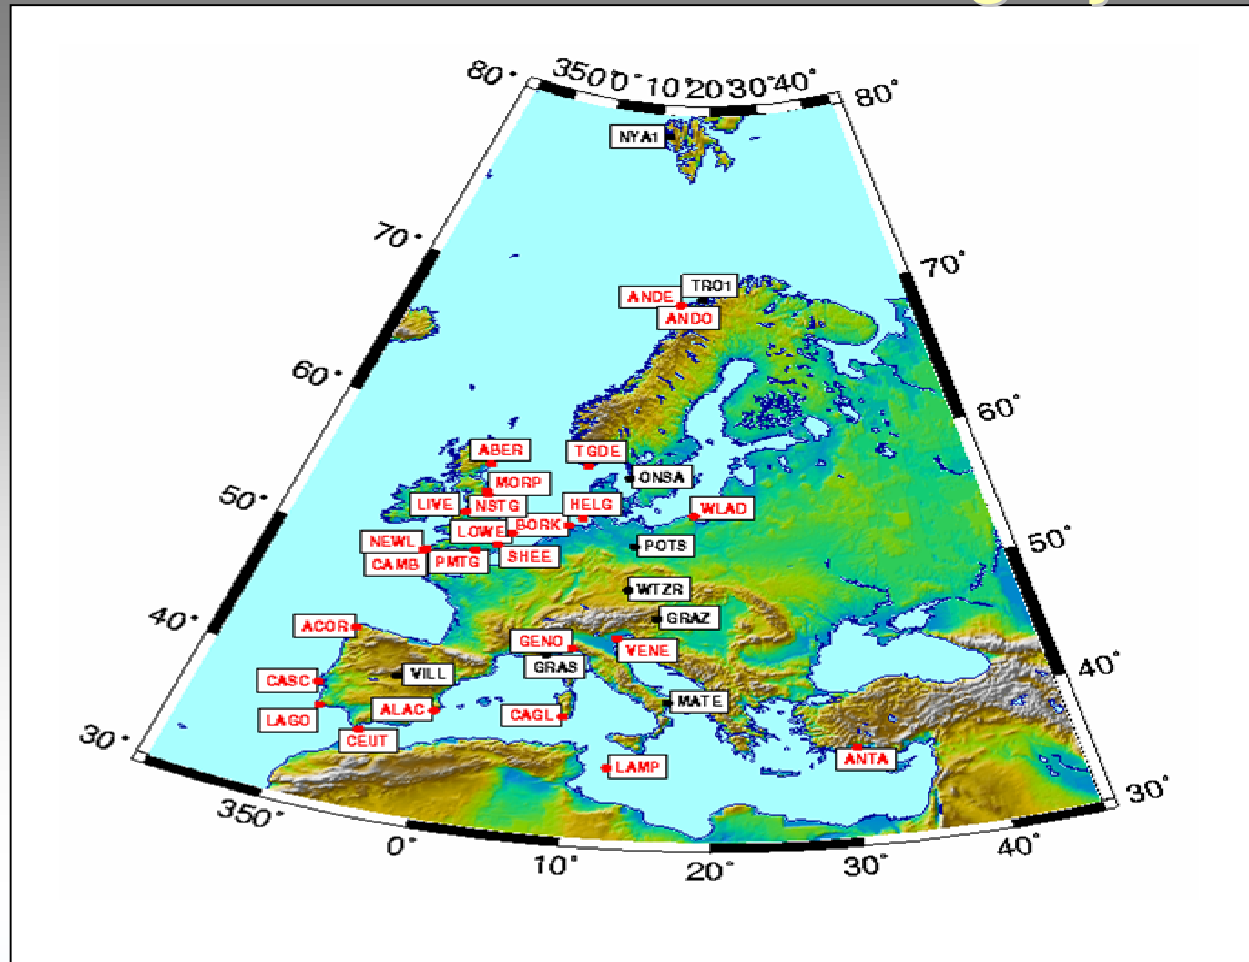 80° 350° 0° 10° 20° 30° 40° 80°
NYA1
70° 70°
TRO1
ANDE
ANDO
60° 60°
ABER TGDE
MORP ONSA
LIVE NSTG HELG WLAD
50° 50°
LOWE BORK
NEWL POTS
CAMB PMTG SHEE
WTZR
40° ACOR GRAZ
GENO VENE
GRAS 40°
CASC VILL
ALAC CAGL MATE
LAGO
30° CEUT
ANTA
LAMP
30°
350° 0° 10° 20° 30° 40°